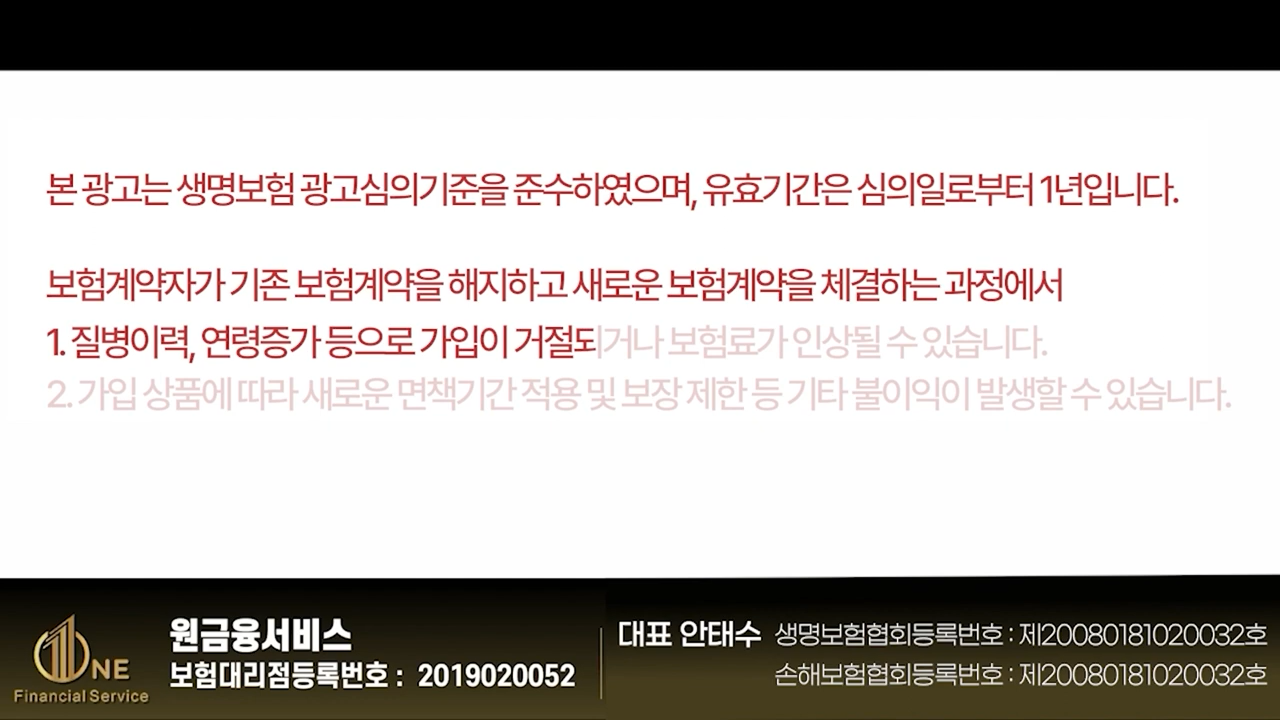 본 광고는 생명보험 광고심의기준을 준수하였으며, 유효기간은 심의일로부터 1년입니다.
보험계약자가 기존 보험계약을 해지하고 새로운 보험계약을 체결하는 과정에서
1. 질병이력, 연령증가 등으로 가입이 거절되거나 보험료가 인상될 수 있습니다.
2. 가입 상품에 따라 새로운 면책기간 적용 및 보장 제한 등 기타 불이익이 발생할 수 있습니다.
ONE
Financial Service
원금융서비스
보험대리점등록번호 : 2019020052
대표 안태수 생명보험협회등록번호 : 제20080181020032호
손해보험협회등록번호 : 제20080181020032호